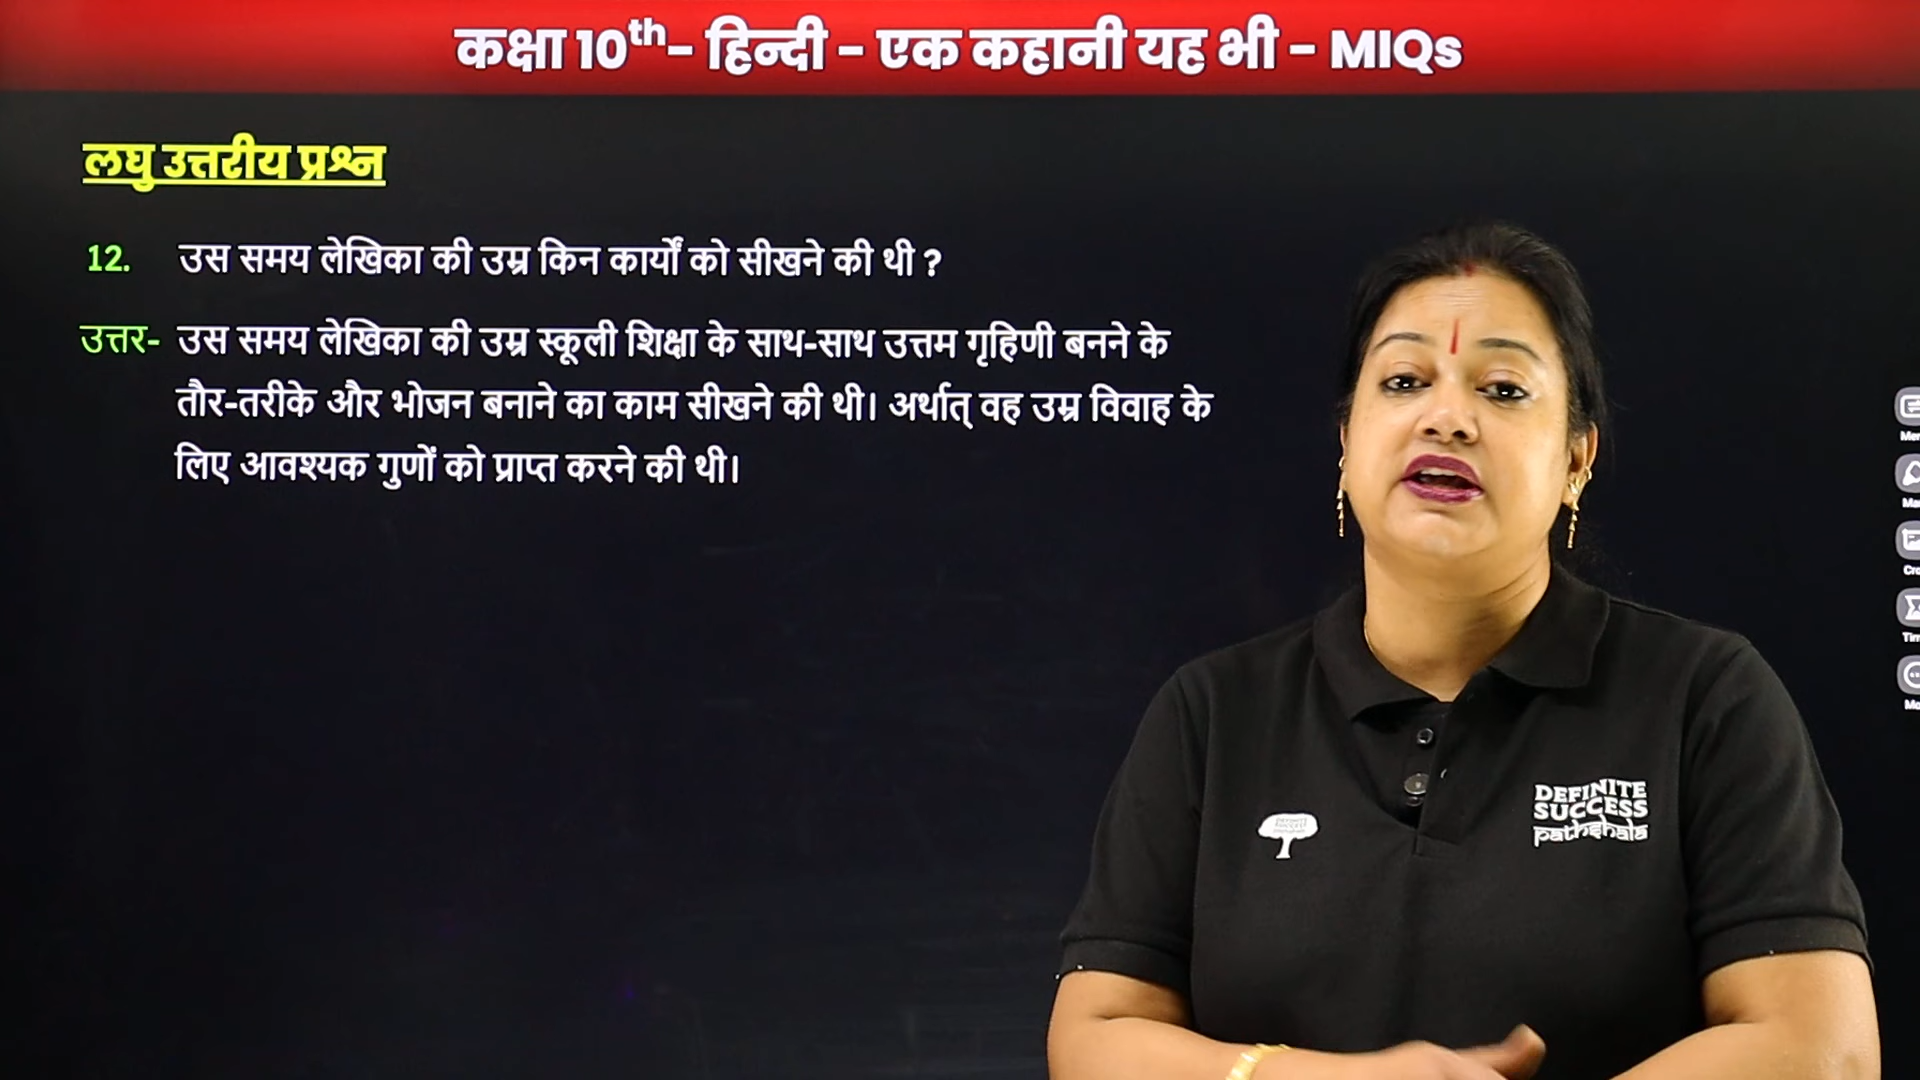 कक्षा 10th- हिन्दी - एक कहानी यह भी - MIQs
लघु उत्तरीय प्रश्न
12. उस समय लेखिका की उम्र किन कार्यों को सीखने की थी ?
उत्तर- उस समय लेखिका की उम्र स्कूली शिक्षा के साथ-साथ उत्तम गृहिणी बनने के
तौर-तरीके और भोजन बनाने का काम सीखने की थी। अर्थात् वह उम्र विवाह के
लिए आवश्यक गुणों को प्राप्त करने की थी।
DEFINITE
SUCCESS
pathshala